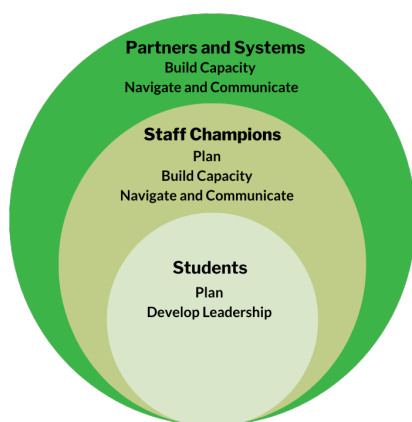 Partners and Systems
Build Capacity
Navigate and Communicate
Staff Champions
Plan
Build Capacity
Navigate and Communicate
Students
Plan
Develop Leadership